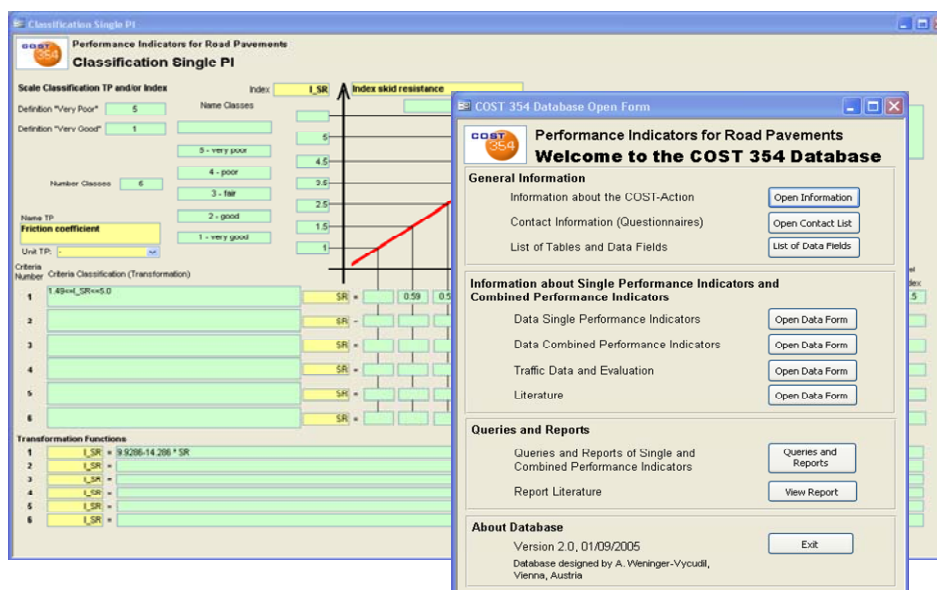 Classification Single PI
COST 354
Performance Indicators for Road Pavements
Classification Single PI
Scale Classification TP and/or Index
Index
I_SR
Index skid resistance
Definition "Very Poor"
5
Name Classes
Definition "Very Good"
1
5
5 - very poor
4.5
4 - poor
Number Classes
6
3.5
3 - fair
2.5
Name TP
2 - good
Friction coefficient
1.5
1 - very good
Unit TP:
-
1
Criteria
Number
Criteria Classification (Transformation)
1
1.49<=I_SR<=5.0
SR =
0.59
2
SR =
3
SR =
4
SR =
5
SR =
6
SR =
Transformation Functions
1
I_SR = 9.9286-14.286 * SR
2
I_SR =
3
I_SR =
4
I_SR =
5
I_SR =
6
I_SR =
COST 354 Database Open Form
COST 354
Performance Indicators for Road Pavements
Welcome to the COST 354 Database
General Information
Information about the COST-Action
Open Information
Contact Information (Questionnaires)
Open Contact List
List of Tables and Data Fields
List of Data Fields
Information about Single Performance Indicators and
Combined Performance Indicators
Data Single Performance Indicators
Open Data Form
Data Combined Performance Indicators
Open Data Form
Traffic Data and Evaluation
Open Data Form
Literature
Open Data Form
Queries and Reports
Queries and Reports of Single and
Combined Performance Indicators
Queries and
Reports
Report Literature
View Report
About Database
Version 2.0, 01/09/2005
Exit
Database designed by A. Weninger-Vycudil,
Vienna, Austria